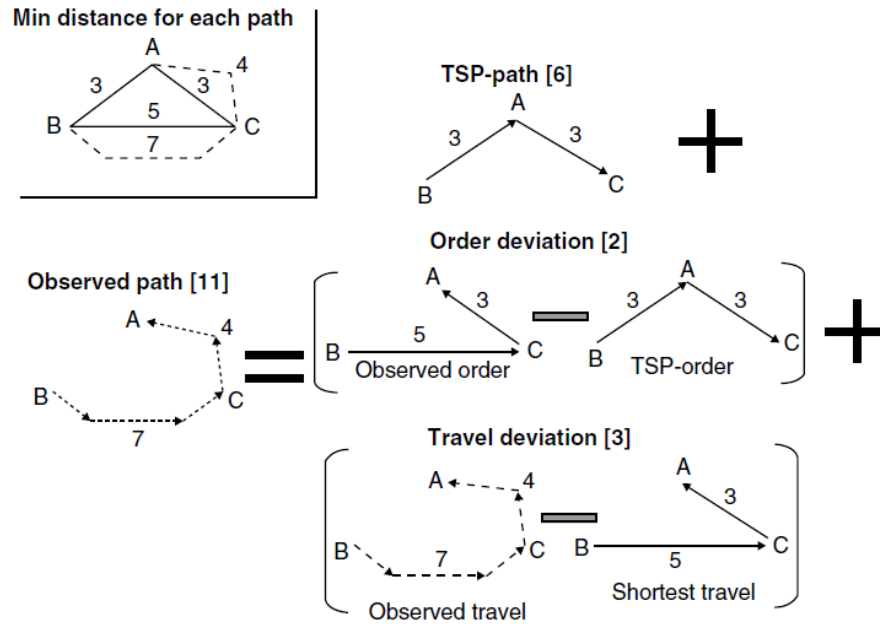 Min distance for each path
A
4
3
3
5
B
C
7
TSP-path [6]
A
3
3
B
C
Order deviation [2]
Observed path [11]
A
4
B
C
7
A
3
5
B
C
Observed order
A
3
3
B
C
TSP-order
Travel deviation [3]
A
4
B
C
7
Observed travel
A
3
B
C
5
Shortest travel